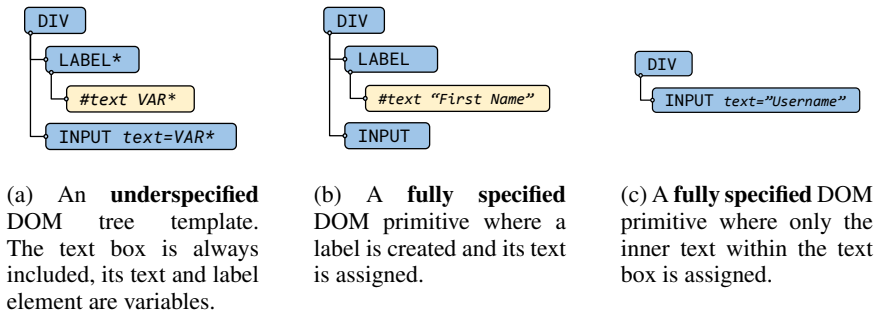 DIV
LABEL*
#text VAR*
INPUT text=VAR*
DIV
LABEL
#text “First Name”
INPUT
DIV
INPUT text=”Username”
(a) An underspecified
DOM tree template.
The text box is always
included, its text and label
element are variables.
(b) A fully specified
DOM primitive where a
label is created and its text
is assigned.
(c) A fully specified DOM
primitive where only the
inner text within the text
box is assigned.